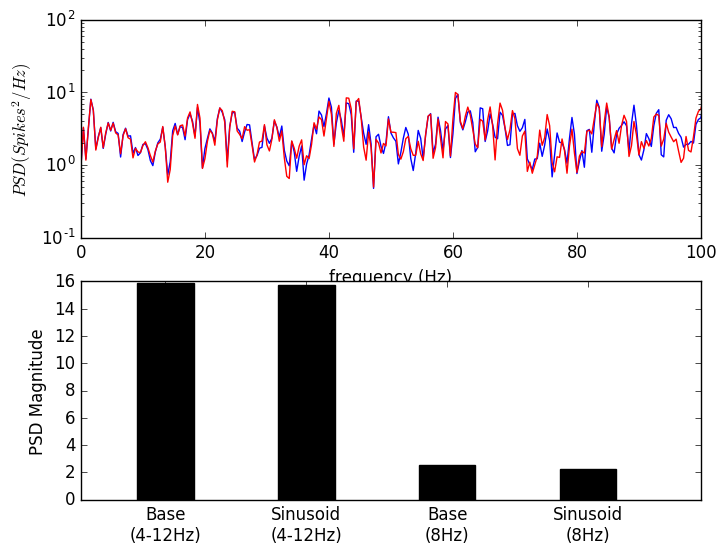 10^2
10^1
10^0
10^-1
PSD(Spikes^2/Hz)
0 20 40 60 80 100
frequency (Hz)
16
14
12
10
8
6
4
2
0
PSD Magnitude
Base Sinusoid Base Sinusoid
(4-12Hz) (4-12Hz) (8Hz) (8Hz)